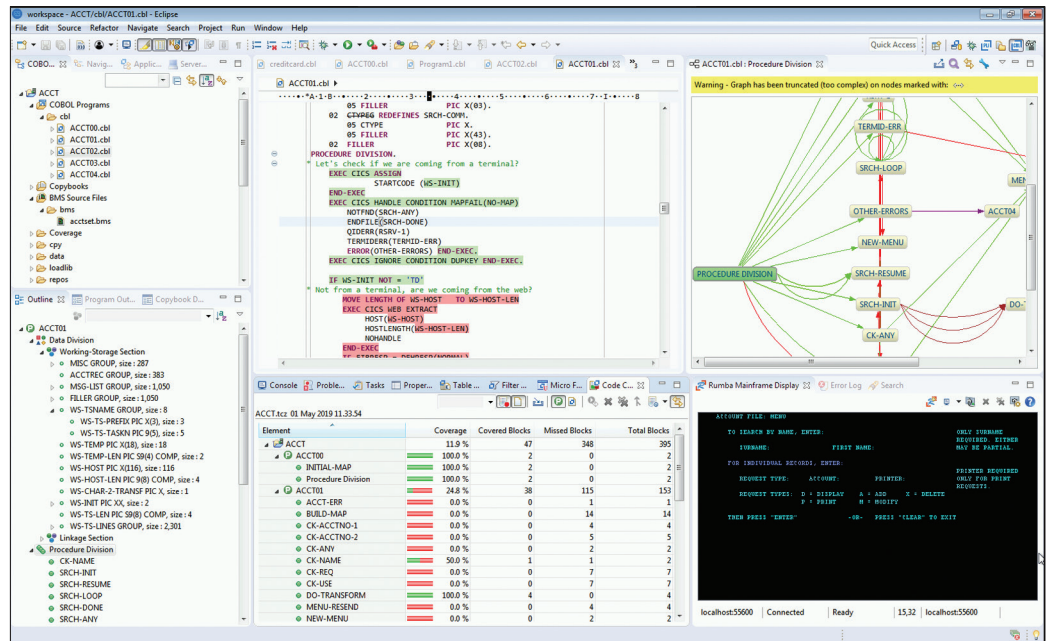 workspace - ACCT/cbl/ACCT01.cbl - Eclipse
File Edit Source Refactor Navigate Search Project Run Window Help
Quick Access
COBO... Navig... Applic... Server...
ACCT
COBOL Programs
cbl
ACCT00.cbl
ACCT01.cbl
ACCT02.cbl
ACCT03.cbl
ACCT04.cbl
Copybooks
BMS Source Files
bms
acctset.bms
Coverage
cpy
data
loadlib
repos
Outline Program Out... Copybook D...
ACCT01
Data Division
Working-Storage Section
MISC GROUP, size : 287
ACCTREC GROUP, size : 383
MSG-LIST GROUP, size : 1,050
FILLER GROUP, size : 1,050
WS-TSNAME GROUP, size : 8
WS-TS-PREFIX PIC X(3), size : 3
WS-TS-TASKN PIC 9(5), size : 5
WS-TEMP PIC X(18), size : 18
WS-TEMP-LEN PIC S9(4) COMP, size : 2
WS-HOST PIC X(116), size : 116
WS-HOST-LEN PIC 9(8) COMP, size : 4
WS-CHAR-2-TRANSF PIC X, size : 1
WS-INIT PIC XX, size : 2
WS-TS-LEN PIC S9(8) COMP, size : 4
WS-TS-LINES GROUP, size : 2,301
Linkage Section
Procedure Division
CK-NAME
SRCH-INIT
SRCH-RESUME
SRCH-LOOP
SRCH-DONE
SRCH-ANY
creditcard.cbl ACCT00.cbl Program1.cbl ACCT02.cbl ACCT01.cbl
ACCT01.cbl
05 FILLER PIC X(03).
02 CTYPEG REDEFINES SRCH-COMM.
05 CTYPE PIC X.
05 FILLER PIC X(43).
02 FILLER PIC X(08).
PROCEDURE DIVISION.
* Let's check if we are coming from a terminal?
EXEC CICS ASSIGN
STARTCODE (WS-INIT)
END-EXEC
EXEC CICS HANDLE CONDITION MAPFAIL(NO-MAP)
NOTFND(SRCH-ANY)
ENDFILE(SRCH-DONE)
QIDERR(RSRV-1)
TERMIDERR(TERMID-ERR)
ERROR(OTHER-ERRORS) END-EXEC.
EXEC CICS IGNORE CONDITION DUPKEY END-EXEC.
IF WS-INIT NOT = 'TD'
* Not from a terminal, are we coming from the web?
MOVE LENGTH OF WS-HOST TO WS-HOST-LEN
EXEC CICS WEB EXTRACT
HOST(WS-HOST)
HOSTLENGTH(WS-HOST-LEN)
NOHANDLE
END-EXEC
ACCT01.cbl : Procedure Division
Warning - Graph has been truncated (too complex) on nodes marked with:
TERMID-ERR
SRCH-LOOP
MEN
OTHER-ERRORS
ACCT04
NEW-MENU
PROCEDURE DIVISION
SRCH-RESUME
SRCH-INIT
DO-
CK-ANY
Console Proble... Tasks Proper... Table ... Filter ... Micro F... Code C...
ACCT.tcz 01 May 2019 11.33.54
Element Coverage Covered Blocks Missed Blocks Total Blocks
ACCT 11.9 % 47 348 395
ACCT00 100.0 % 2 0 2
INITIAL-MAP 100.0 % 2 0 2
Procedure Division 100.0 % 2 0 2
ACCT01 24.8 % 38 115 153
ACCT-ERR 0.0 % 0 1 1
BUILD-MAP 0.0 % 0 14 14
CK-ACCTNO-1 0.0 % 0 4 4
CK-ACCTNO-2 0.0 % 0 5 5
CK-ANY 0.0 % 0 2 2
CK-NAME 50.0 % 1 1 2
CK-REQ 0.0 % 0 7 7
CK-USE 0.0 % 0 7 7
DO-TRANSFORM 100.0 % 4 0 4
MENU-RESEND 0.0 % 0 4 4
NEW-MENU 0.0 % 0 2 2
Rumba Mainframe Display Error Log Search
ACCOUNT FILE: MENU
TO SEARCH BY NAME, ENTER: ONLY SURNAME
REQUIRED. EITHER
SURNAME: FIRST NAME: MAY BE PARTIAL.
FOR INDIVIDUAL RECORDS, ENTER:
PRINTER REQUIRED
REQUEST TYPE: ACCOUNT: PRINTER: ONLY FOR PRINT
REQUESTS.
REQUEST TYPES: D = DISPLAY A = ADD X = DELETE
P = PRINT M = MODIFY
THEN PRESS "ENTER" -OR- PRESS "CLEAR" TO EXIT
localhost:55600 Connected Ready 15,32 localhost:55600